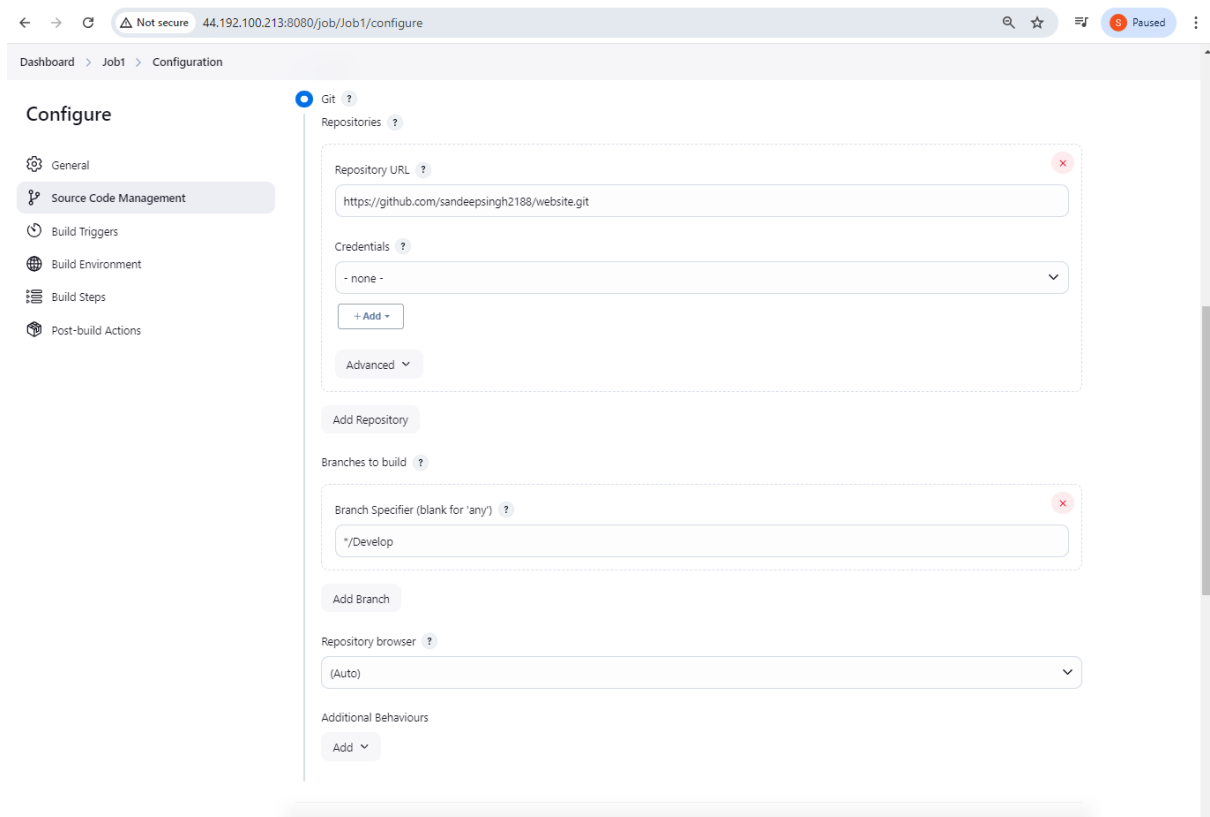 Not secure 44.192.100.213:8080/job/Job1/configure S Paused
Dashboard > Job1 > Configuration
Configure
General
Source Code Management
Build Triggers
Build Environment
Build Steps
Post-build Actions
Git ?
Repositories ?
Repository URL ?
https://github.com/sandeepsingh2188/website.git
Credentials ?
- none -
+ Add
Advanced
Add Repository
Branches to build ?
Branch Specifier (blank for 'any') ?
*/Develop
Add Branch
Repository browser ?
(Auto)
Additional Behaviours
Add